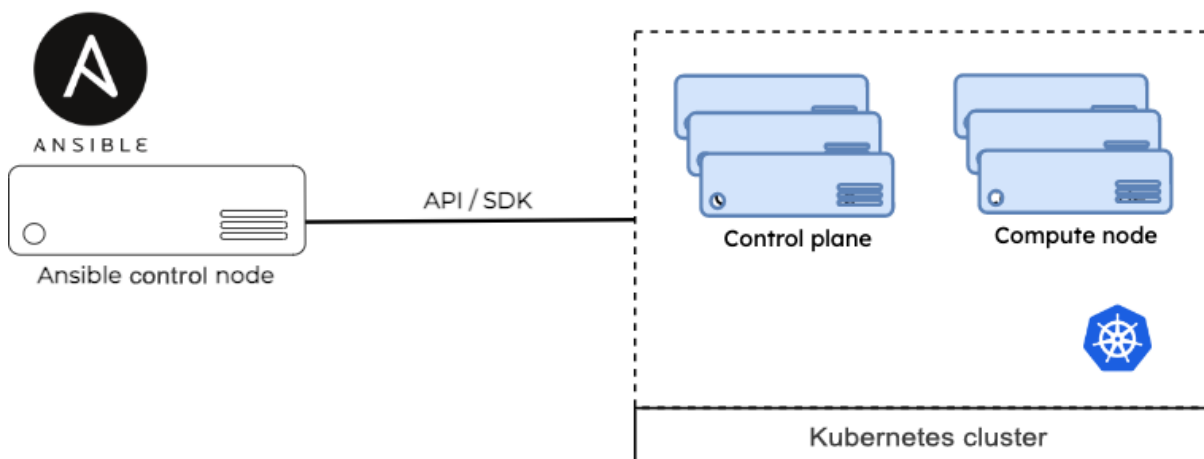 ANSIBLE
API / SDK
Ansible control node
Control plane
Compute node
Kubernetes cluster